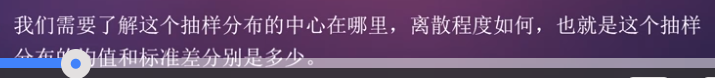 我们需要了解这个抽样分布的中心在哪里，离散程度如何，也就是这个抽样
分布的均值和标准差分别是多少。